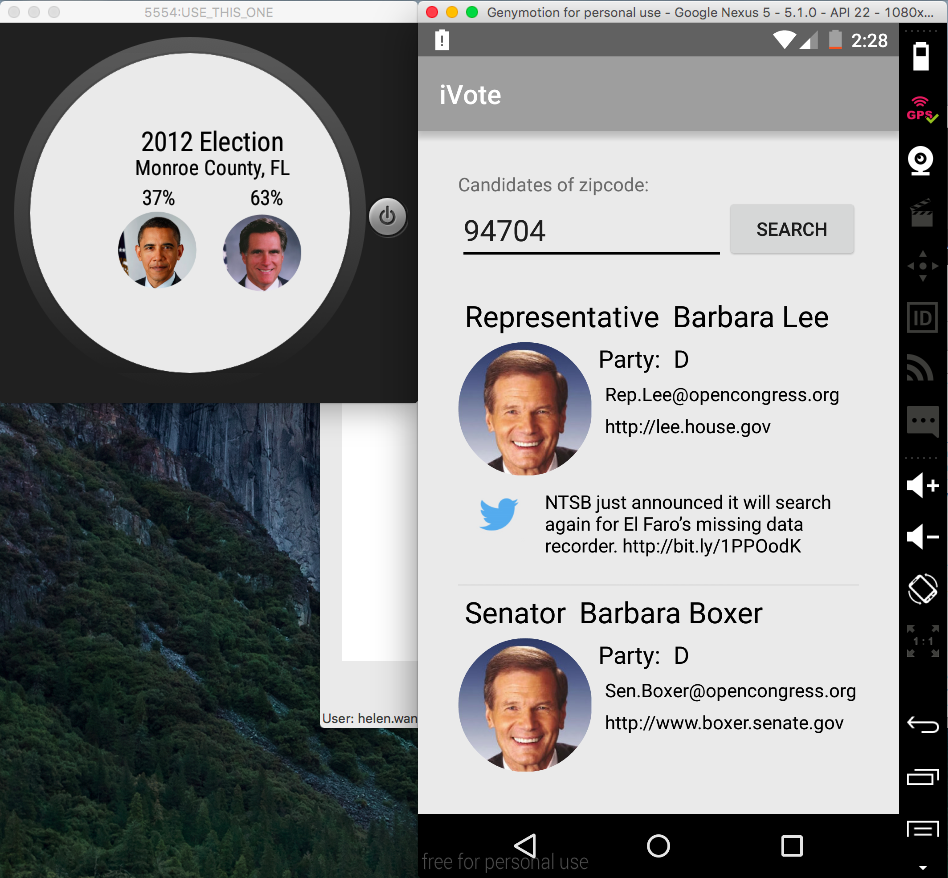 5554:USE_THIS_ONE
2012 Election
Monroe County, FL
37% 63%
User: helen.wan
Genymotion for personal use - Google Nexus 5 - 5.1.0 - API 22 - 1080x...
2:28
iVote
Candidates of zipcode:
94704 SEARCH
Representative Barbara Lee
Party: D
Rep.Lee@opencongress.org
http://lee.house.gov
NTSB just announced it will search
again for El Faro’s missing data
recorder. http://bit.ly/1PPOodK
Senator Barbara Boxer
Party: D
Sen.Boxer@opencongress.org
http://www.boxer.senate.gov
free for personal use
GPS
ID
1:1